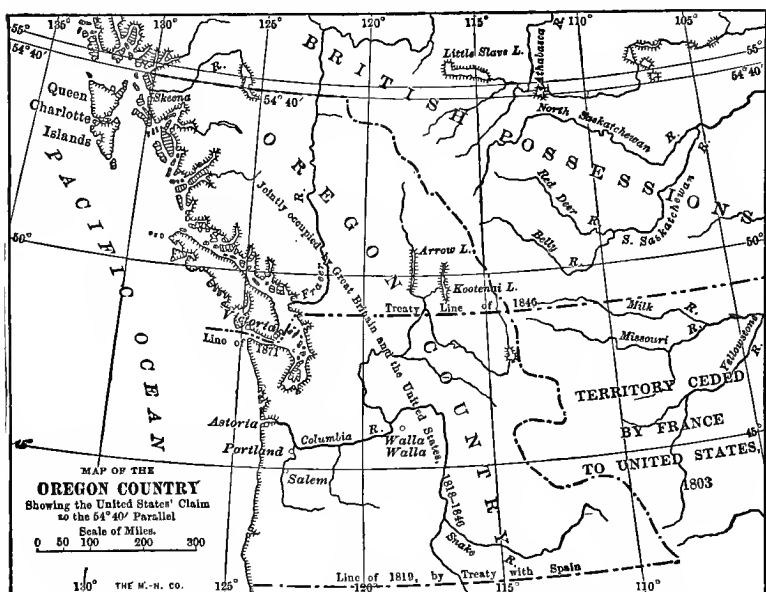 125° 120° 115° 110° 105°
55°
54°40′
55°
54°40′
54°40′
BRITISH POSSESSIONS
Little Slave L.
Athabasca R.
North Saskatchewan R.
Red Deer R.
S. Saskatchewan R.
Belly R.
Queen
Charlotte
Islands
Skeena R.
PACIFIC OCEAN
OREGON COUNTRY
Jointly occupied by Great Britain and the United States, 1818-1846
Fraser R.
Arrow L.
Kootenai L.
50°
50°
&
Treaty Line of 1846
Line of 1871
Milk R.
Missouri R.
Yellowstone R.
TERRITORY CEDED
BY FRANCE
TO UNITED STATES,
1803
Astoria
Portland
Salem
Columbia R.
Walla
Walla
Snake R.
45°
45°
MAP OF THE
OREGON COUNTRY
Showing the United States' Claim
to the 54°40′ Parallel
Scale of Miles.
0 50 100 200 300
Line of 1819, by Treaty with Spain
130° 125° 120° 115° 110°
THE M.-N. CO.